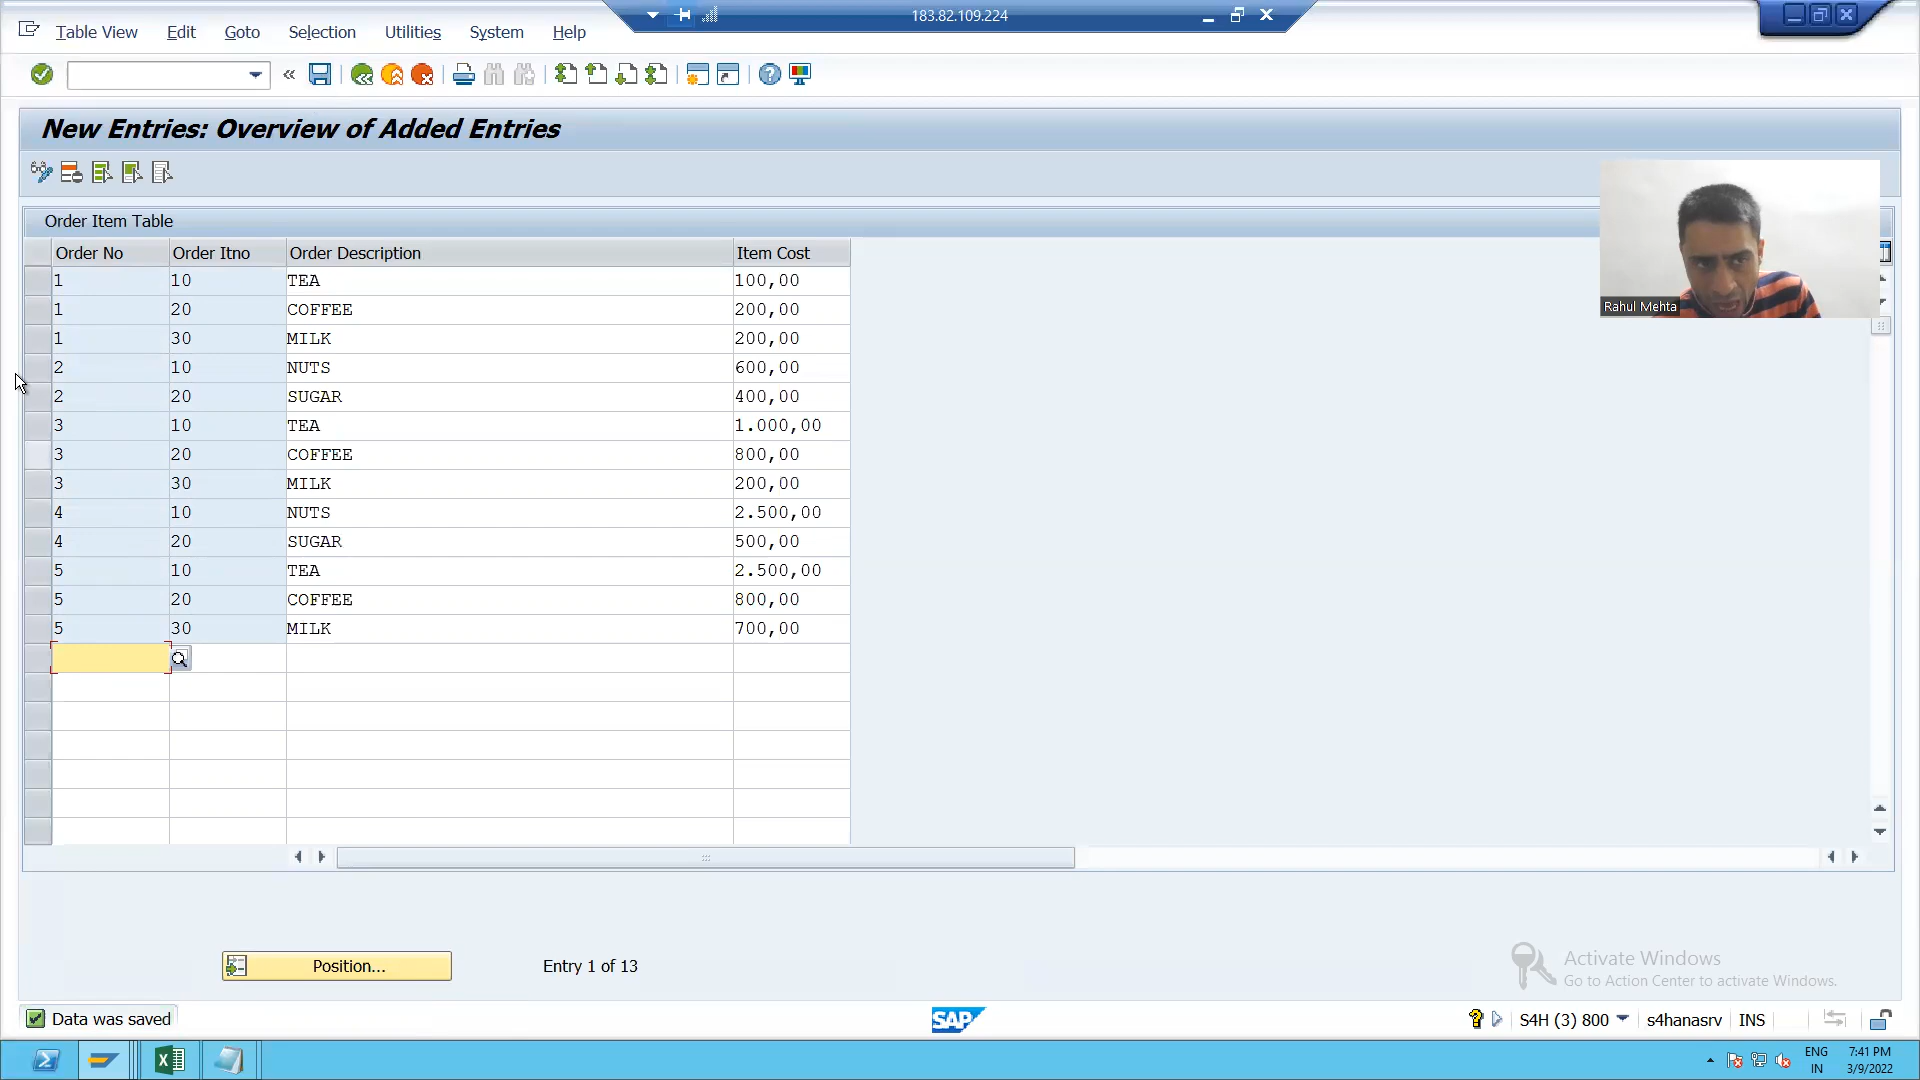 183.82.109.224
Table View Edit Goto Selection Utilities System Help
New Entries: Overview of Added Entries
Order Item Table
Order No Order Itno Order Description Item Cost
1 10 TEA 100,00
1 20 COFFEE 200,00
1 30 MILK 200,00
2 10 NUTS 600,00
2 20 SUGAR 400,00
3 10 TEA 1.000,00
3 20 COFFEE 800,00
3 30 MILK 200,00
4 10 NUTS 2.500,00
4 20 SUGAR 500,00
5 10 TEA 2.500,00
5 20 COFFEE 800,00
5 30 MILK 700,00
Rahul Mehta
Position... Entry 1 of 13
Activate Windows
Go to Action Center to activate Windows.
Data was saved SAP S4H (3) 800 s4hanasrv INS
ENG 7:41 PM
IN 3/9/2022